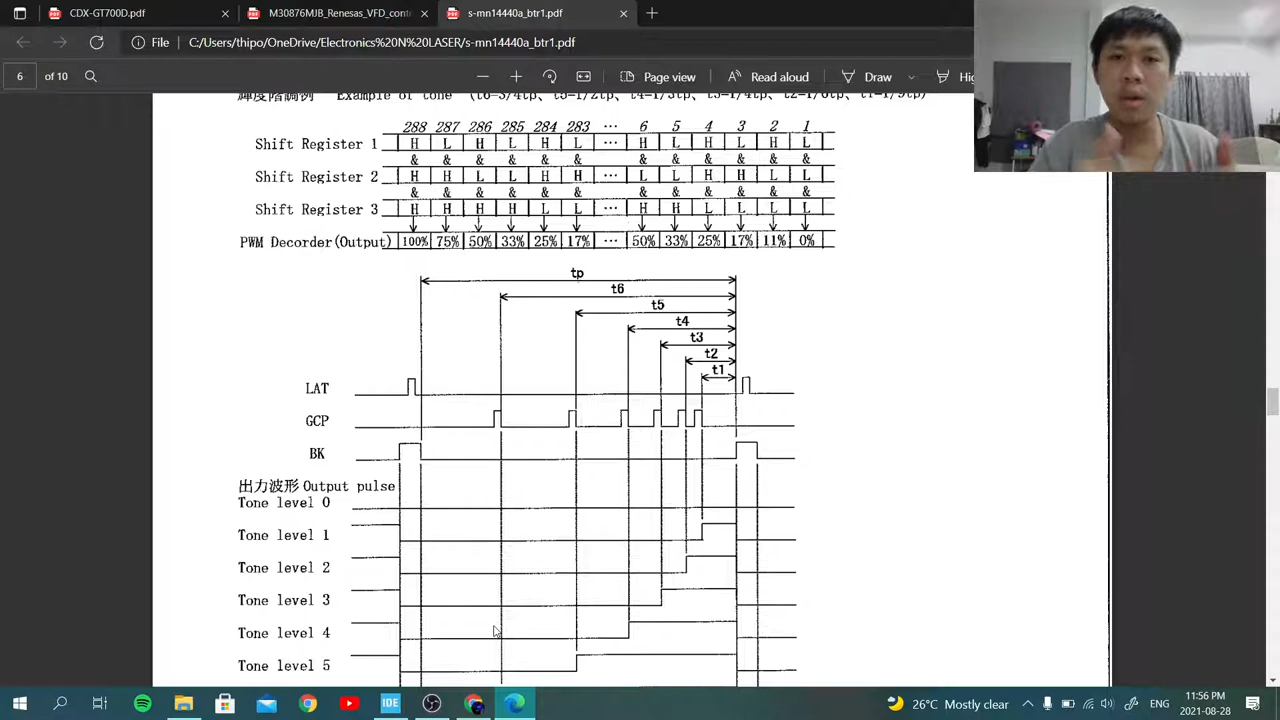 CDX-GT700D.pdf
M30876MJB_Renesas_VFD_cont
s-mn14440a_btr1.pdf
File
C:/Users/thipo/OneDrive/Electronics%20N%20LASER/s-mn14440a_btr1.pdf
6 of 10
Page view
Read aloud
Draw
輝度階調例 Example of tone (t6=3/4tp、t5=1/2tp、t4=1/3tp、t3=1/4tp、t2=1/6tp、t1=1/9tp)
288 287 286 285 284 283 ··· 6 5 4 3 2 1
Shift Register 1 H L H L H L ··· H L H L H L
& & & & & & & & & & & &
Shift Register 2 H H L L H H ··· L L H H L L
& & & & & & & & & & & &
Shift Register 3 H H H H L L ··· H H L L L L
PWM Decorder(Output) 100% 75% 50% 33% 25% 17% ··· 50% 33% 25% 17% 11% 0%
tp
t6
t5
t4
t3
t2
t1
LAT
GCP
BK
出力波形 Output pulse
Tone level 0
Tone level 1
Tone level 2
Tone level 3
Tone level 4
Tone level 5
IDE
26°C Mostly clear
11:56 PM
2021-08-28